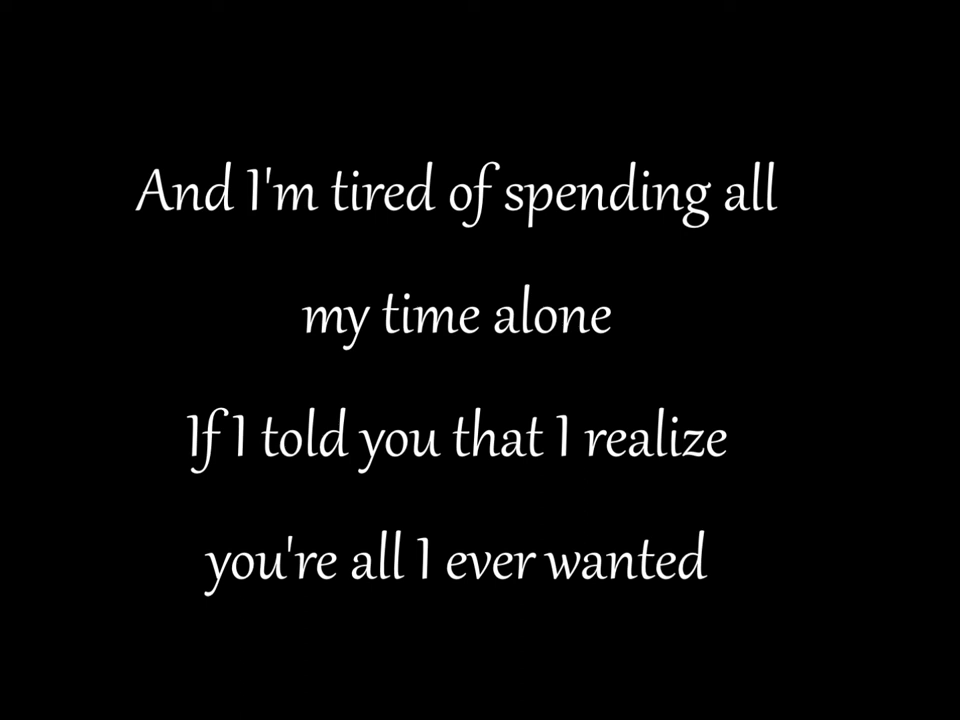 And I'm tired of spending all
my time alone
If I told you that I realize
you're all I ever wanted